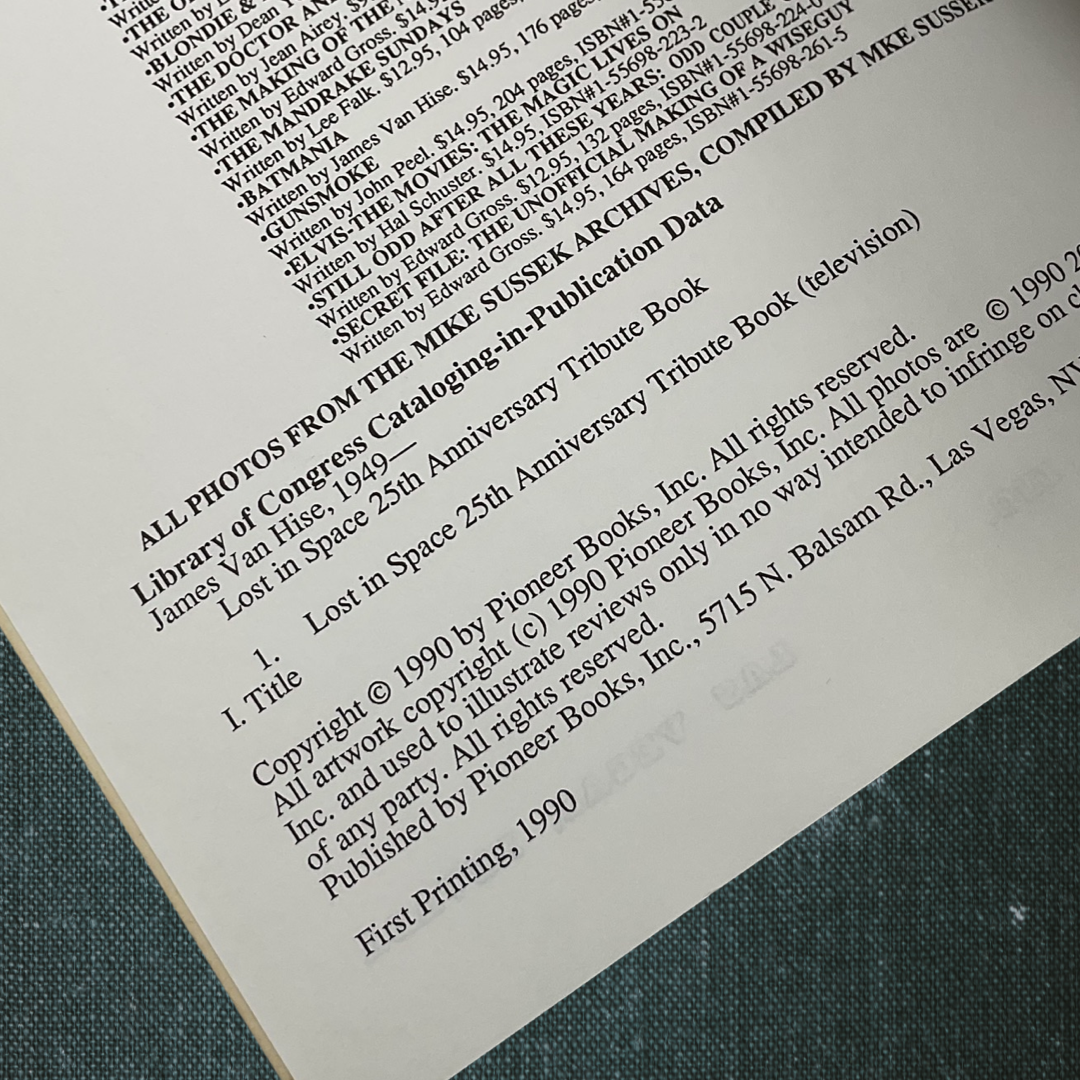 •THE O
Writte
•BLONDIE &
Written by Dean Y
•THE DOCTOR AN
Written by Jean Airey. $9
•THE MAKING OF THE
Written by Edward Gross. $14.9
•THE MANDRAKE SUNDAYS
Written by Lee Falk. $12.95, 104 pages,
•BATMANIA
Written by James Van Hise. $14.95, 176 pages,
•GUNSMOKE
Written by John Peel. $14.95, 204 pages, ISBN#1-55
•ELVIS-THE MOVIES: THE MAGIC LIVES ON
Written by Hal Schuster. $14.95, ISBN#1-55698-223-2
•STILL ODD AFTER ALL THESE YEARS: ODD COUPLE
Written by Edward Gross. $12.95, 132 pages, ISBN#1-55698-224-0
•SECRET FILE: THE UNOFFICIAL MAKING OF A WISEGUY
Written by Edward Gross. $14.95, 164 pages, ISBN#1-55698-261-5
ALL PHOTOS FROM THE MIKE SUSSEK ARCHIVES, COMPILED BY MKE SUSSEK
Library of Congress Cataloging-in-Publication Data
James Van Hise, 1949—
Lost in Space 25th Anniversary Tribute Book
1. Lost in Space 25th Anniversary Tribute Book (television)
I. Title
Copyright © 1990 by Pioneer Books, Inc. All rights reserved.
All artwork copyright (c) 1990 Pioneer Books, Inc. All photos are © 1990 20
Inc. and used to illustrate reviews only in no way intended to infringe on cl
of any party. All rights reserved.
Published by Pioneer Books, Inc., 5715 N. Balsam Rd., Las Vegas, NV
First Printing, 1990